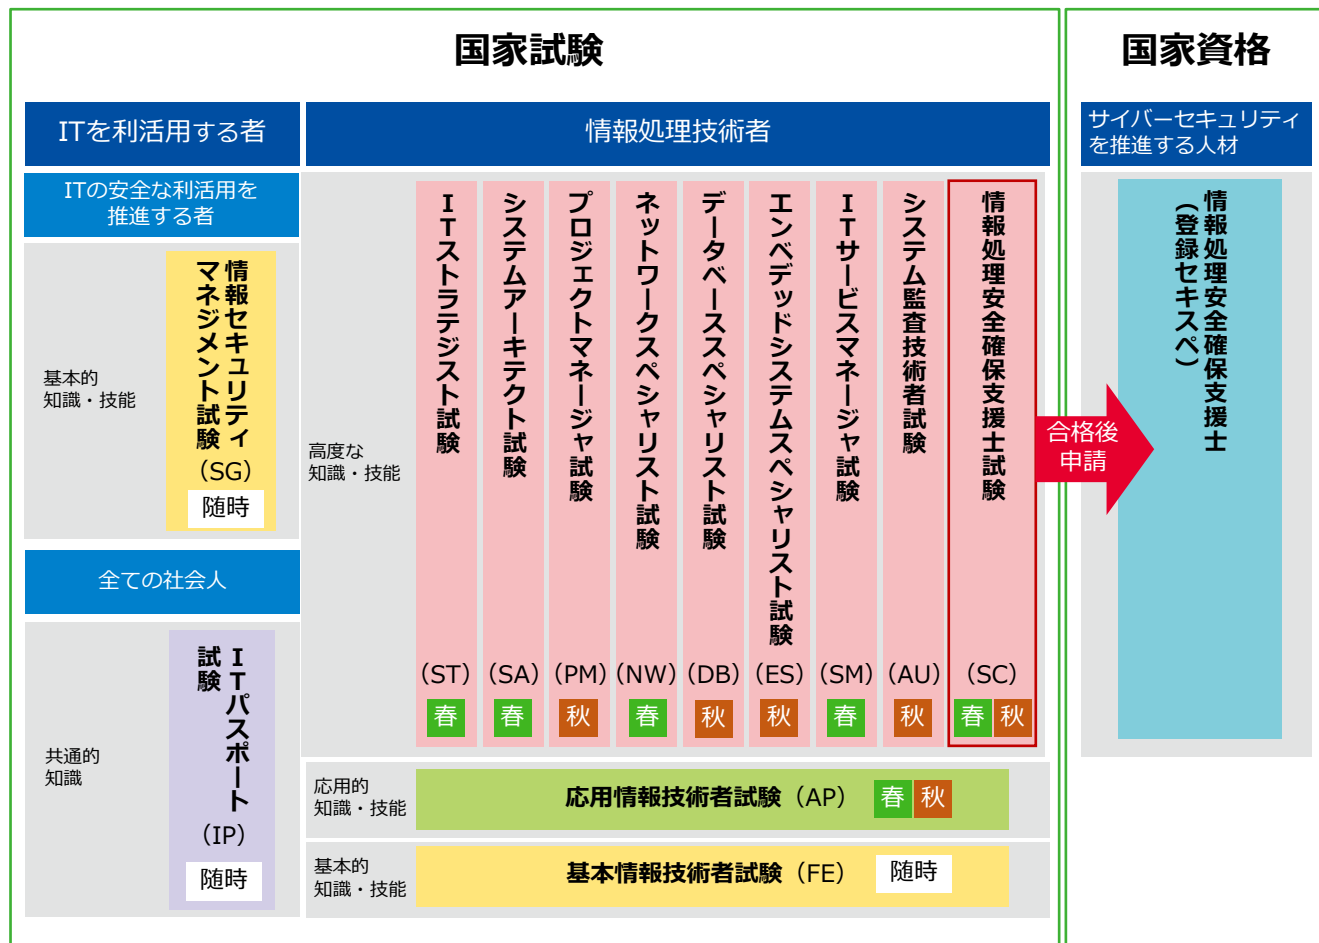 国家試験
国家資格
ITを利活用する者
情報処理技術者
サイバーセキュリティ
を推進する人材
ITの安全な利活用を
推進する者
基本的
知識・技能
情報セキュリティ
マネジメント試験
（SG）
随時
全ての社会人
共通的
知識
ITパスポート
試験
（IP）
随時
高度な
知識・技能
ITストラテジスト試験
（ST）
春
システムアーキテクト試験
（SA）
春
プロジェクトマネージャ試験
（PM）
秋
ネットワークスペシャリスト試験
（NW）
春
データベーススペシャリスト試験
（DB）
秋
エンベデッドシステムスペシャリスト試験
（ES）
秋
ITサービスマネージャ試験
（SM）
春
システム監査技術者試験
（AU）
秋
情報処理安全確保支援士試験
（SC）
春 秋
合格後
申請
情報処理安全確保支援士
（登録セキスペ）
応用的
知識・技能
応用情報技術者試験（AP） 春 秋
基本的
知識・技能
基本情報技術者試験（FE） 随時